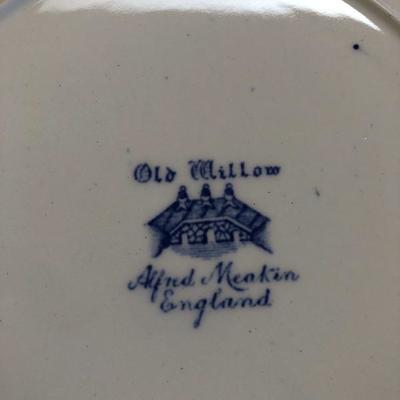 Old Willow
Alfred Meakin
England